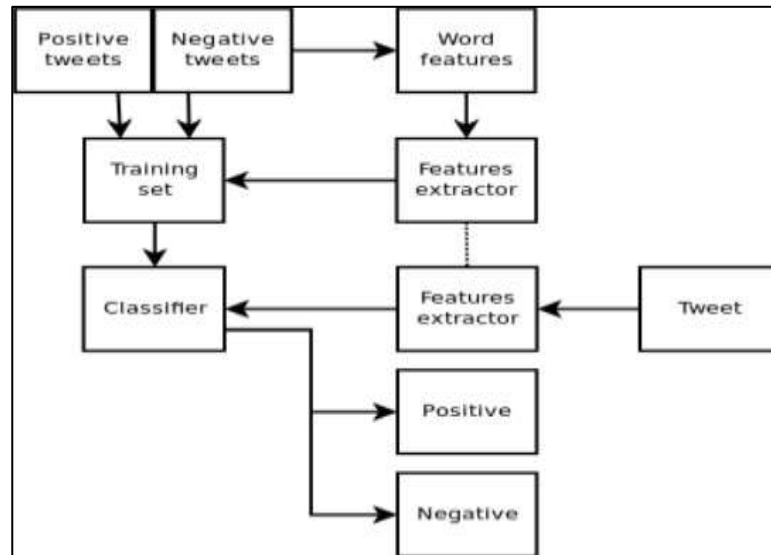 Positive
tweets
Negative
tweets
Word
features
Training
set
Features
extractor
Classifier
Features
extractor
Tweet
Positive
Negative